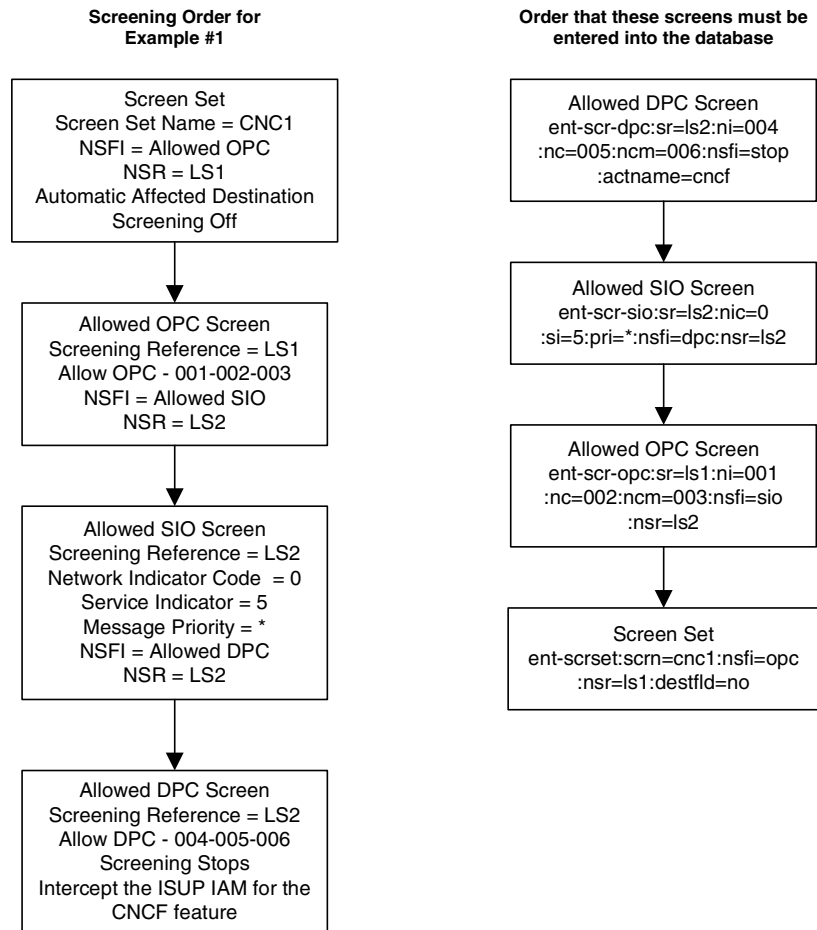 Screening Order for
Example #1
Screen Set
Screen Set Name = CNC1
NSFI = Allowed OPC
NSR = LS1
Automatic Affected Destination
Screening Off
Allowed OPC Screen
Screening Reference = LS1
Allow OPC - 001-002-003
NSFI = Allowed SIO
NSR = LS2
Allowed SIO Screen
Screening Reference = LS2
Network Indicator Code  = 0
Service Indicator = 5
Message Priority = *
NSFI = Allowed DPC
NSR = LS2
Allowed DPC Screen
Screening Reference = LS2
Allow DPC - 004-005-006
Screening Stops
Intercept the ISUP IAM for the
CNCF feature
Order that these screens must be
entered into the database
Allowed DPC Screen
ent-scr-dpc:sr=ls2:ni=004
:nc=005:ncm=006:nsfi=stop
:actname=cncf
Allowed SIO Screen
ent-scr-sio:sr=ls2:nic=0
:si=5:pri=*:nsfi=dpc:nsr=ls2
Allowed OPC Screen
ent-scr-opc:sr=ls1:ni=001
:nc=002:ncm=003:nsfi=sio
:nsr=ls2
Screen Set
ent-scrset:scrn=cnc1:nsfi=opc
:nsr=ls1:destfld=no